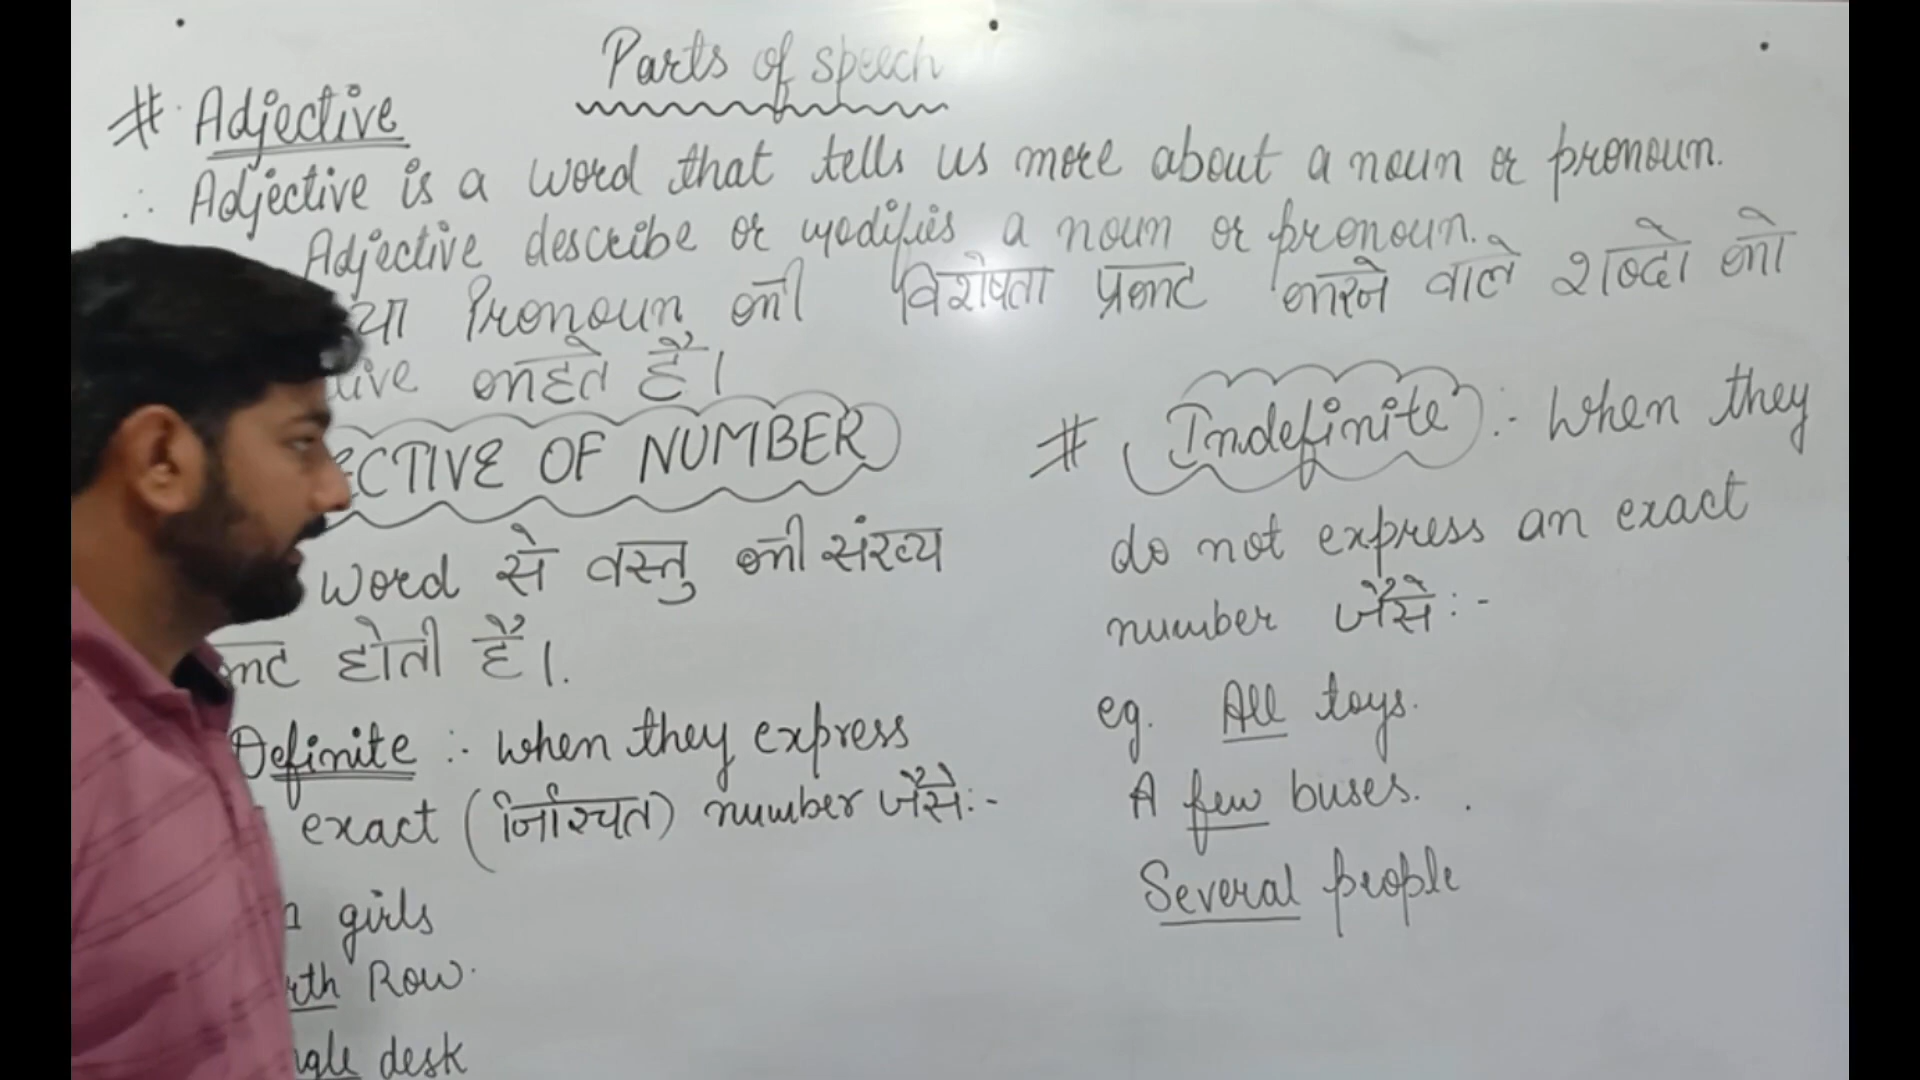 Parts of speech
# Adjective
∴ Adjective is a word that tells us more about a noun or pronoun.
Adjective describe or modifies a noun or pronoun.
या Pronoun की विशेषता प्रकट करने वाले शब्दो को
tive कहते है।
ECTIVE OF NUMBER
word से वस्तु की संख्य
कट होती है।.
Definite :- when they express
exact (निश्चित) number जैसे:-
girls
rth Row.
ngle desk
# Indefinite :- when they
do not express an exact
number जैसे:-
eg. All toys.
A few buses.
Several people